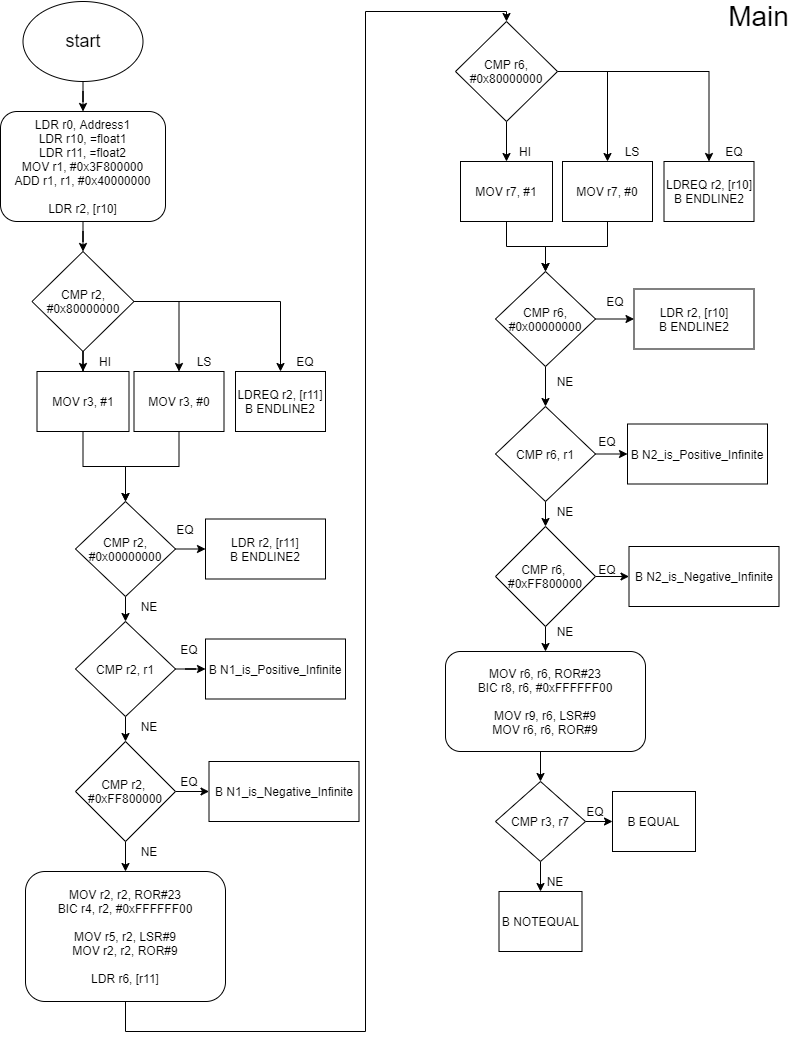 Main
start
LDR r0, Address1
LDR r10, =float1
LDR r11, =float2
MOV r1, #0x3F800000
ADD r1, r1, #0x40000000
LDR r2, [r10]
CMP r2,
#0x80000000
HI
LS
EQ
MOV r3, #1
MOV r3, #0
LDREQ r2, [r11]
B ENDLINE2
CMP r2,
#0x00000000
EQ
LDR r2, [r11]
B ENDLINE2
NE
CMP r2, r1
EQ
B N1_is_Positive_Infinite
NE
CMP r2,
#0xFF800000
EQ
B N1_is_Negative_Infinite
NE
MOV r2, r2, ROR#23
BIC r4, r2, #0xFFFFFF00
MOV r5, r2, LSR#9
MOV r2, r2, ROR#9
LDR r6, [r11]
CMP r6,
#0x80000000
HI
LS
EQ
MOV r7, #1
MOV r7, #0
LDREQ r2, [r10]
B ENDLINE2
CMP r6,
#0x00000000
EQ
LDR r2, [r10]
B ENDLINE2
NE
CMP r6, r1
EQ
B N2_is_Positive_Infinite
NE
CMP r6,
#0xFF800000
EQ
B N2_is_Negative_Infinite
NE
MOV r6, r6, ROR#23
BIC r8, r6, #0xFFFFFF00
MOV r9, r6, LSR#9
MOV r6, r6, ROR#9
CMP r3, r7
EQ
B EQUAL
NE
B NOTEQUAL